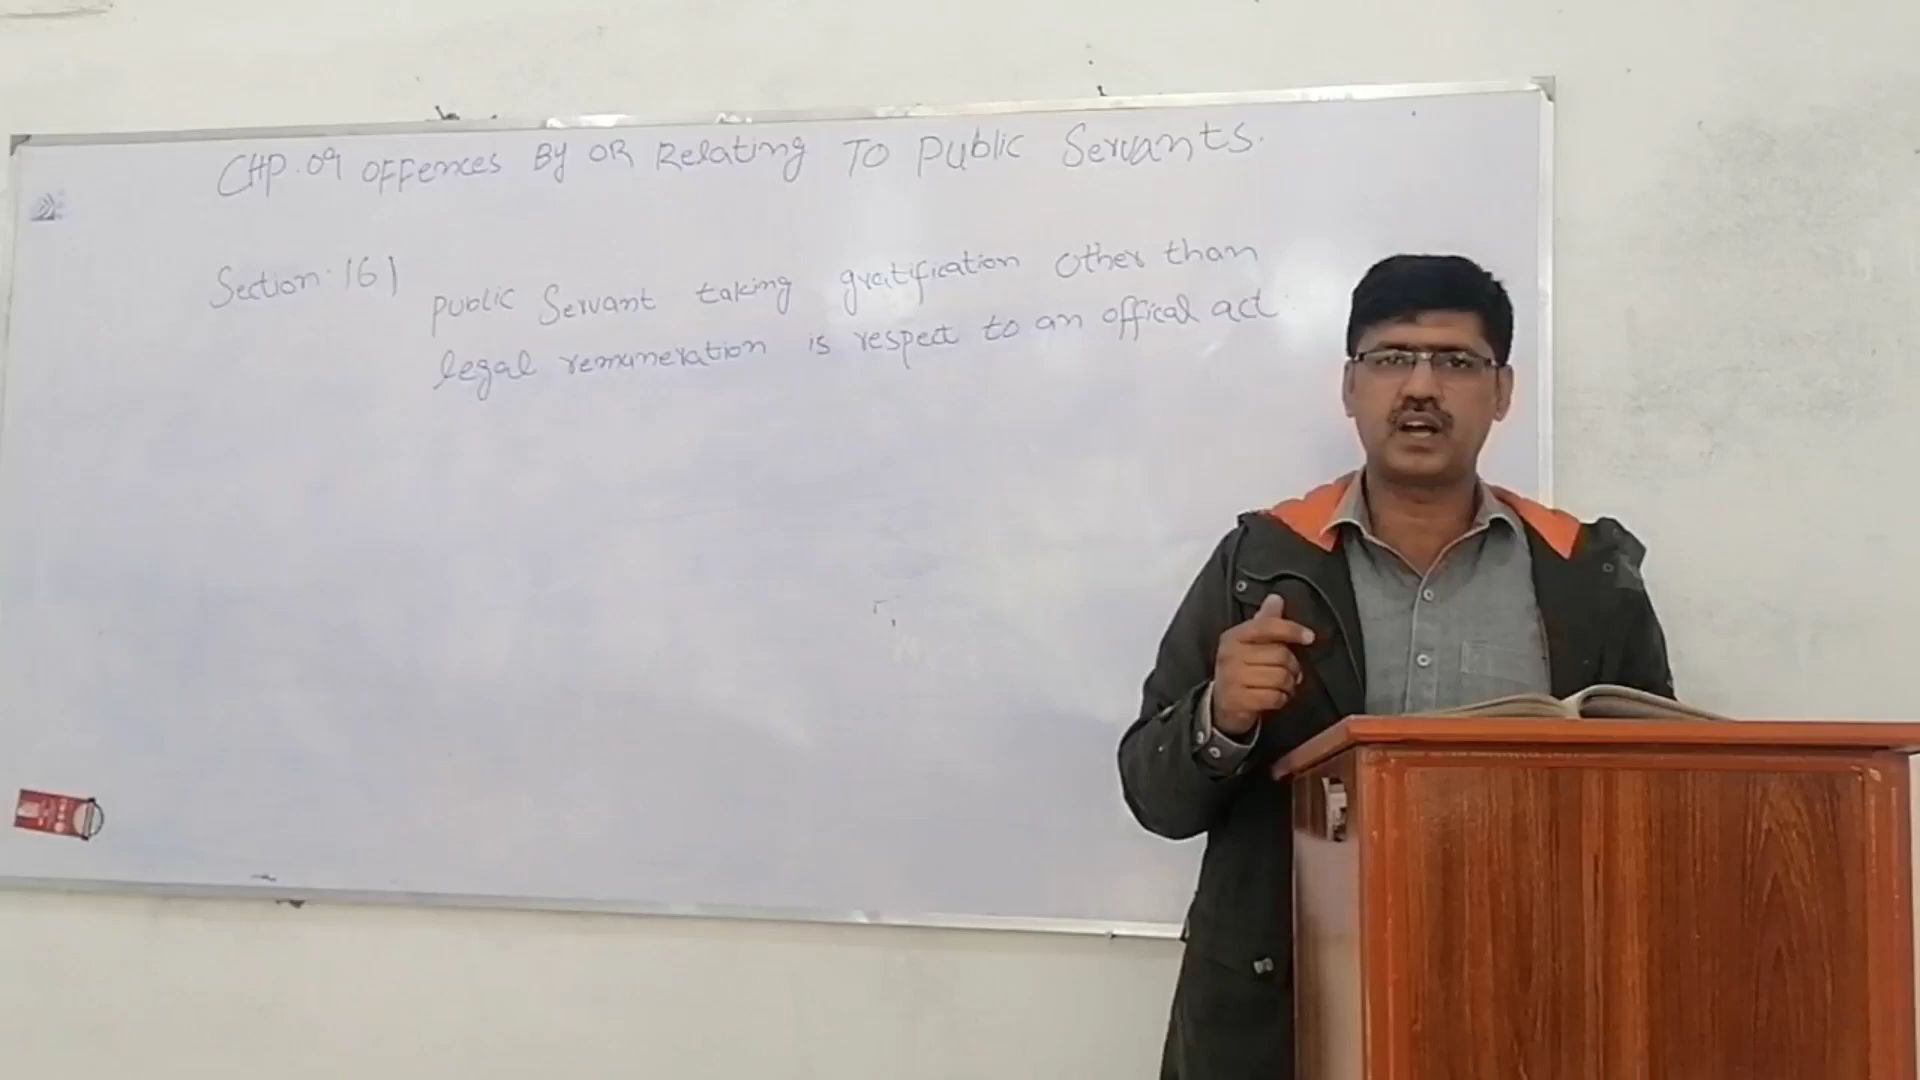 CHP.09 OFFences By OR Relating To Public Servants.
Section.161
public Servant taking gratification other than
legal remuneration is respect to an offical act.